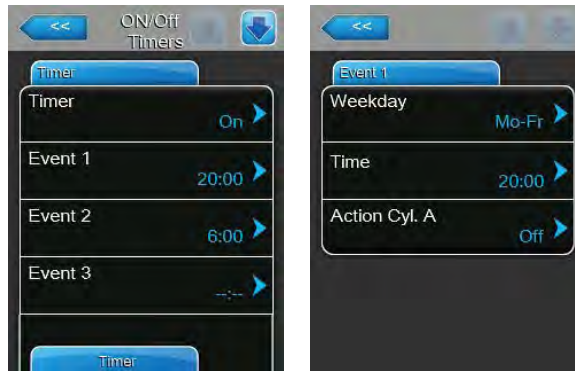 <<
ON/Off
Timers
Timer
Timer
On
Event 1
20:00
Event 2
6:00
Event 3
--:--
Timer
<<
Event 1
Weekday
Mo-Fr
Time
20:00
Action Cyl. A
Off